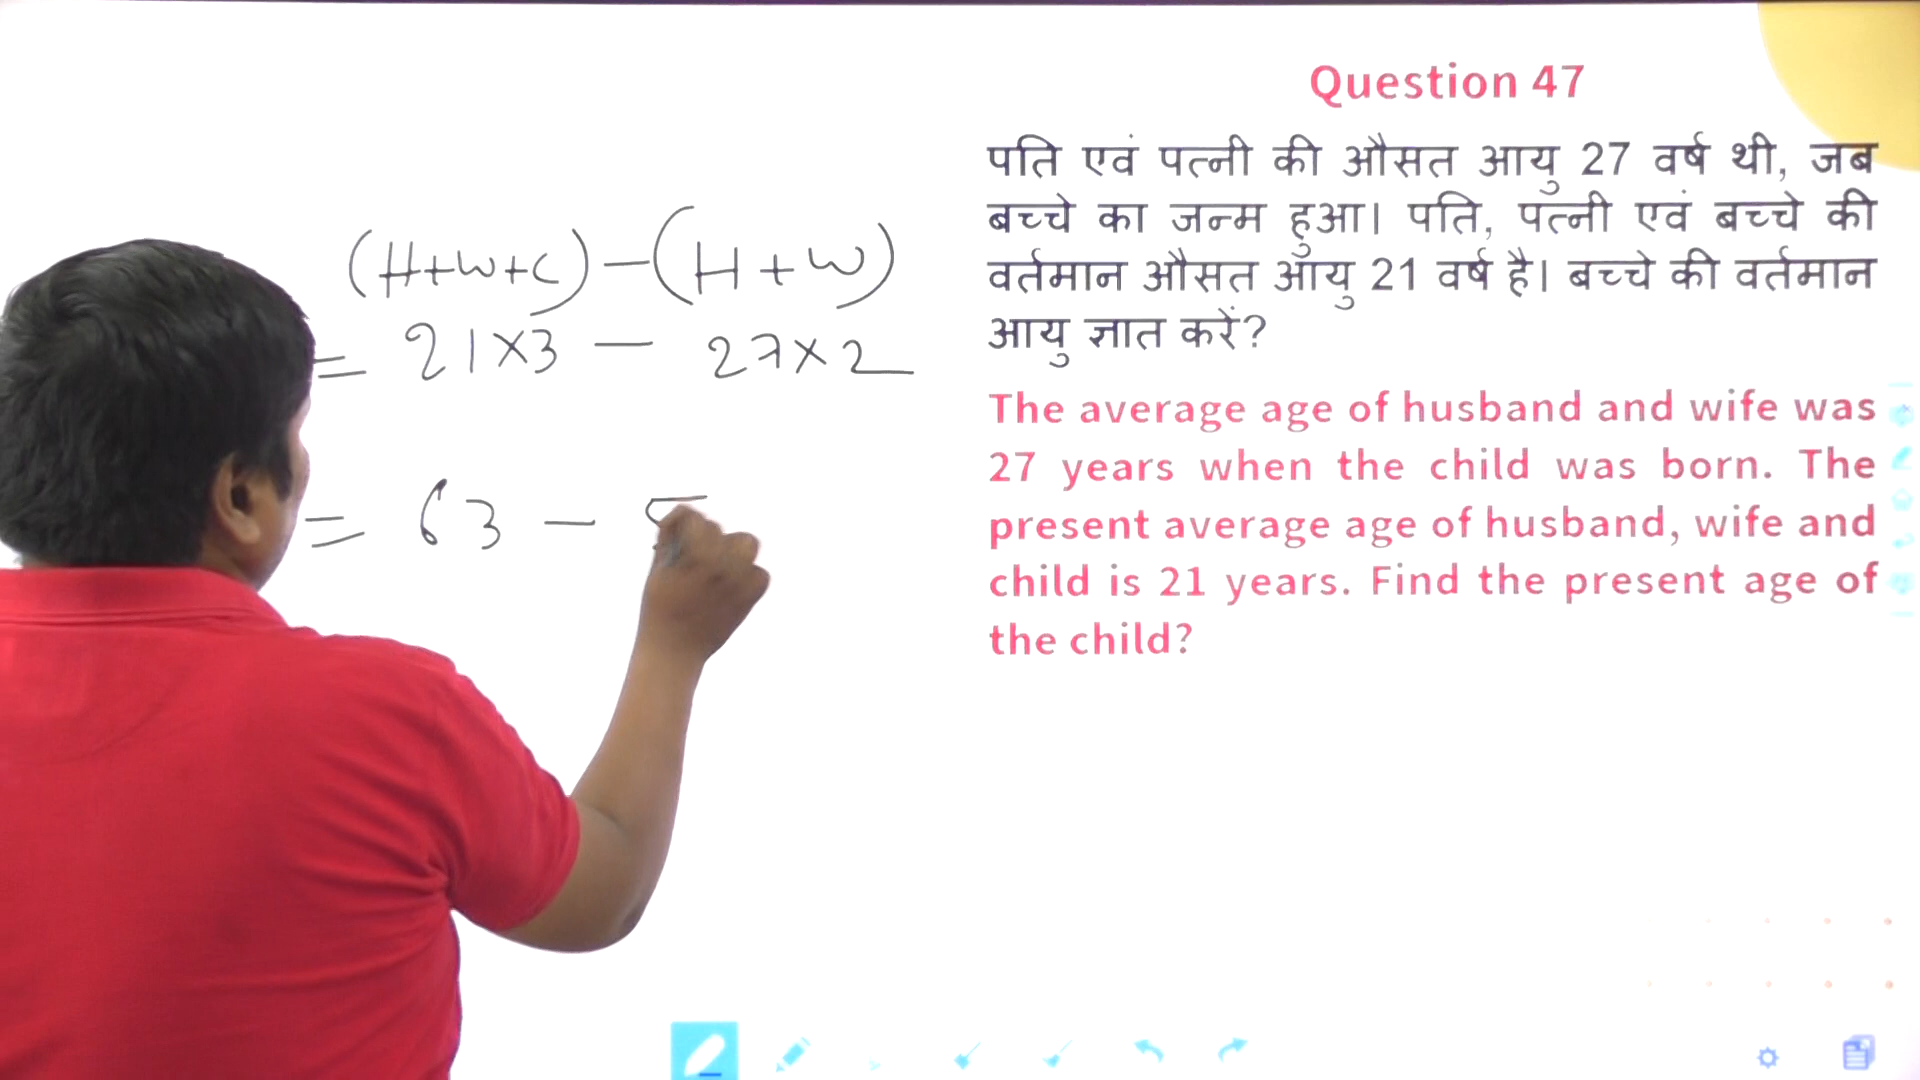 Question 47
पति एवं पत्नी की औसत आयु 27 वर्ष थी, जब
बच्चे का जन्म हुआ। पति, पत्नी एवं बच्चे की
वर्तमान औसत आयु 21 वर्ष है। बच्चे की वर्तमान
आयु ज्ञात करें?
The average age of husband and wife was
27 years when the child was born. The
present average age of husband, wife and
child is 21 years. Find the present age of
the child?
(H+W+C)-(H+W)
= 21×3 - 27×2
= 63 - 5